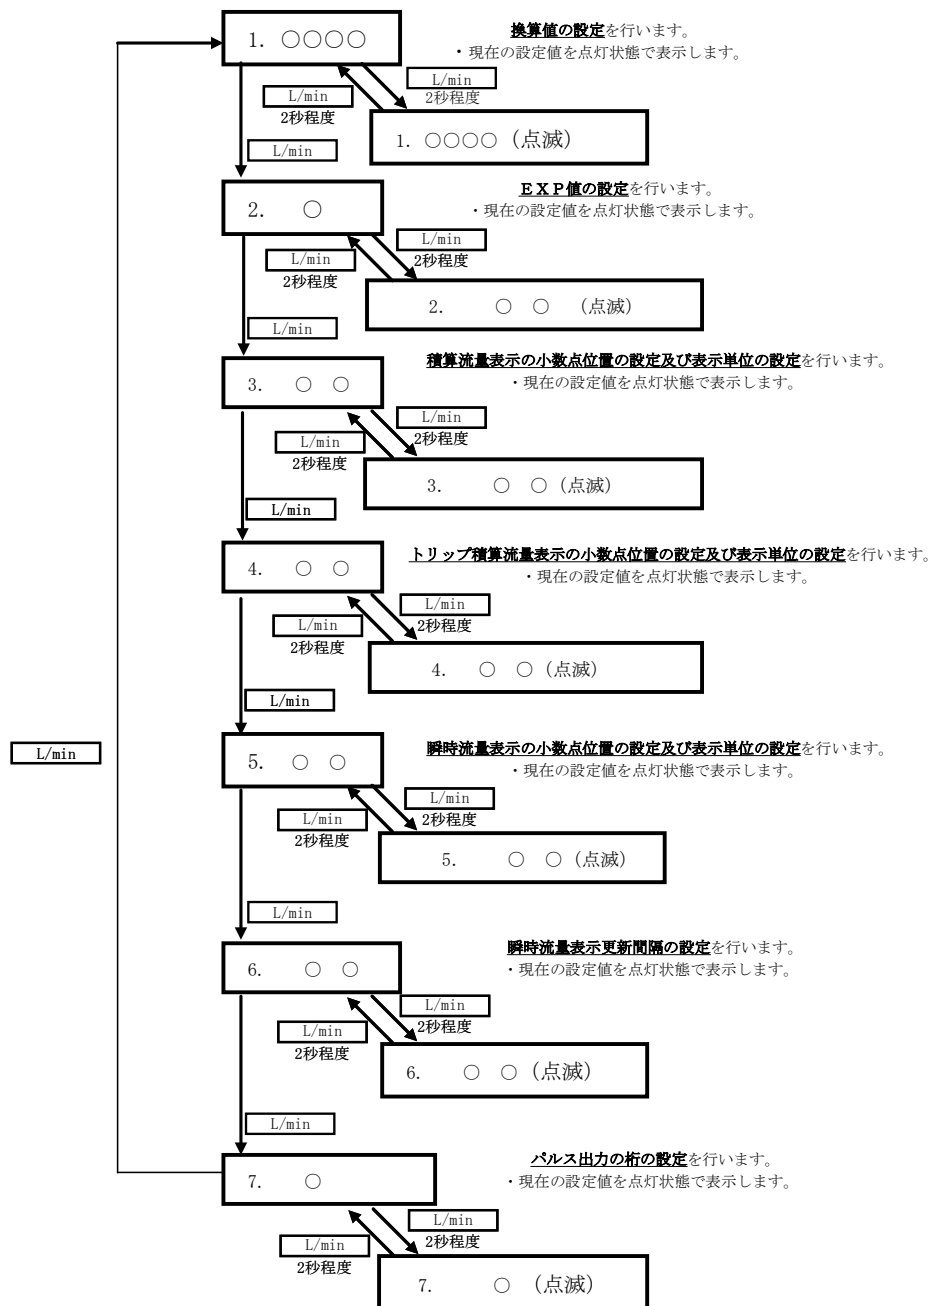 1. ○○○○
換算値の設定を行います。
・現在の設定値を点灯状態で表示します。
L/min
2秒程度
L/min
2秒程度
1. ○○○○ (点滅)
L/min
2. ○
EXP値の設定を行います。
・現在の設定値を点灯状態で表示します。
L/min
2秒程度
L/min
2秒程度
2. ○ ○ (点滅)
L/min
3. ○ ○
積算流量表示の小数点位置の設定及び表示単位の設定を行います。
・現在の設定値を点灯状態で表示します。
L/min
2秒程度
L/min
2秒程度
3. ○ ○ (点滅)
L/min
4. ○ ○
トリップ積算流量表示の小数点位置の設定及び表示単位の設定を行います。
・現在の設定値を点灯状態で表示します。
L/min
2秒程度
L/min
2秒程度
4. ○ ○ (点滅)
L/min
L/min
5. ○ ○
瞬時流量表示の小数点位置の設定及び表示単位の設定を行います。
・現在の設定値を点灯状態で表示します。
L/min
2秒程度
L/min
2秒程度
5. ○ ○ (点滅)
L/min
6. ○ ○
瞬時流量表示更新間隔の設定を行います。
・現在の設定値を点灯状態で表示します。
L/min
2秒程度
L/min
2秒程度
6. ○ ○ (点滅)
L/min
7. ○
パルス出力の桁の設定を行います。
・現在の設定値を点灯状態で表示します。
L/min
2秒程度
L/min
2秒程度
7. ○ (点滅)